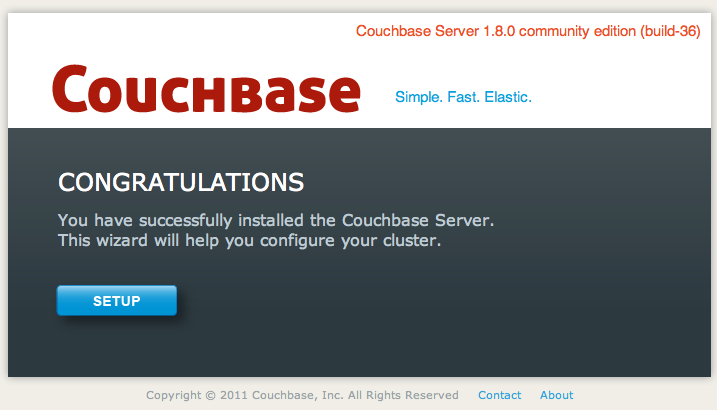 Couchbase Server 1.8.0 community edition (build-36)
Couchbase
Simple. Fast. Elastic.
CONGRATULATIONS
You have successfully installed the Couchbase Server.
This wizard will help you configure your cluster.
SETUP
Copyright © 2011 Couchbase, Inc. All Rights Reserved Contact About